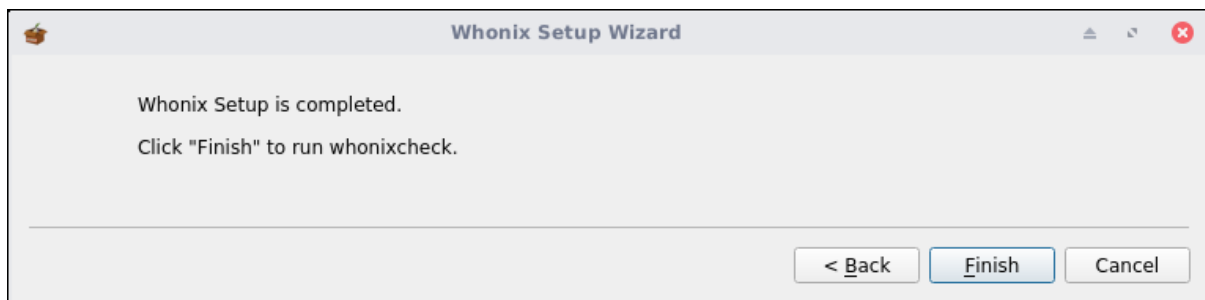 Whonix Setup Wizard
Whonix Setup is completed.
Click "Finish" to run whonixcheck.
< Back
Finish
Cancel